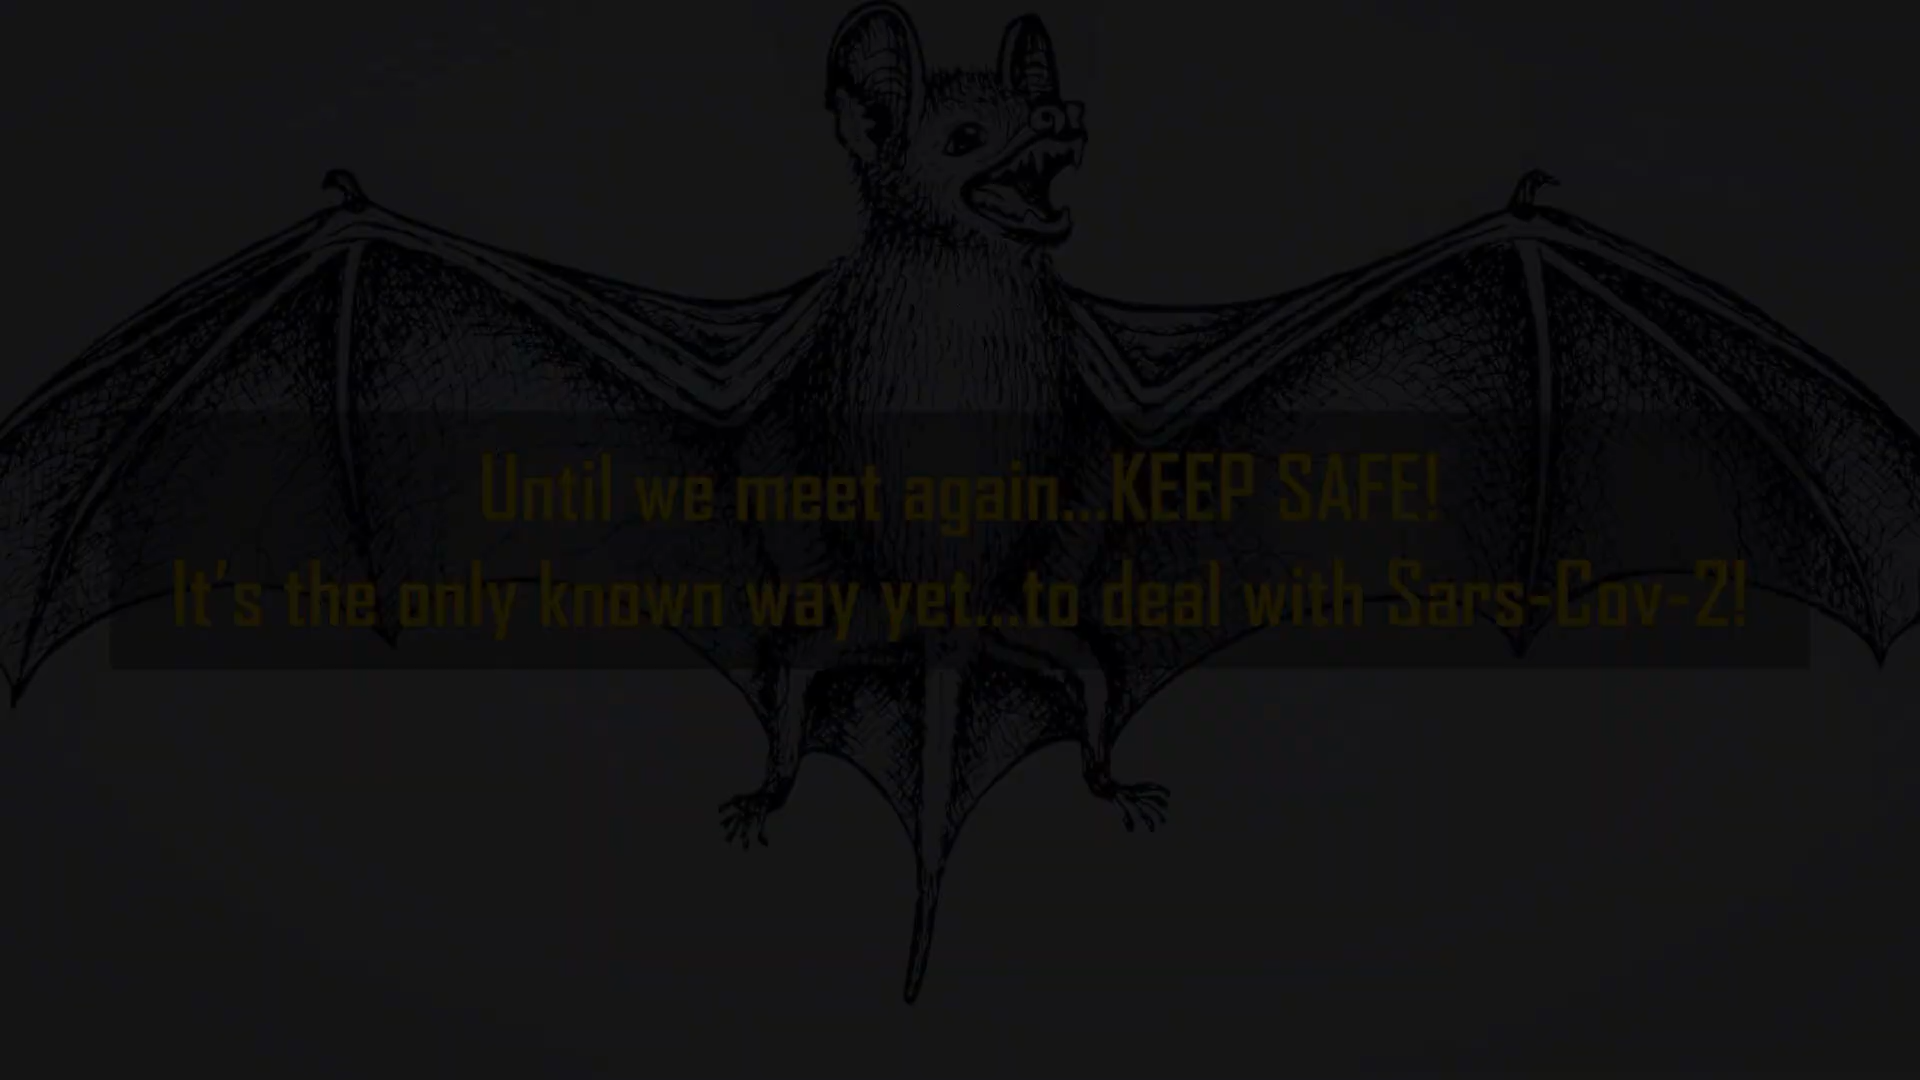 Until we meet again...KEEP SAFE!
It's the only known way yet...to deal with Sars-Cov-2!